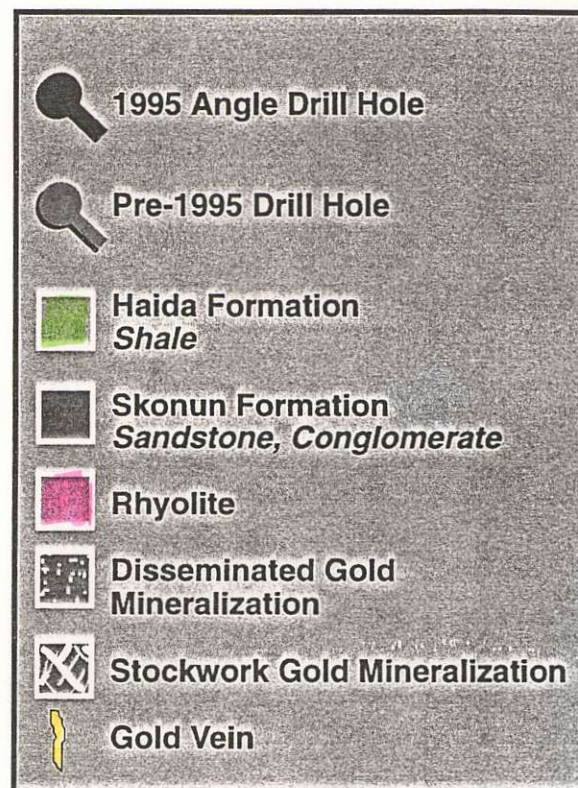 1995 Angle Drill Hole
Pre-1995 Drill Hole
Haida Formation
Shale
Skonun Formation
Sandstone, Conglomerate
Rhyolite
Disseminated Gold
Mineralization
Stockwork Gold Mineralization
Gold Vein